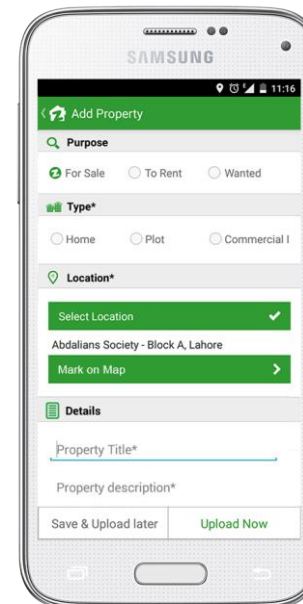 SAMSUNG
11:16
Add Property
Purpose
For Sale To Rent Wanted
Type*
Home Plot Commercial I
Location*
Select Location
Abdalians Society - Block A, Lahore
Mark on Map
Details
Property Title*
Property description*
Save & Upload later Upload Now